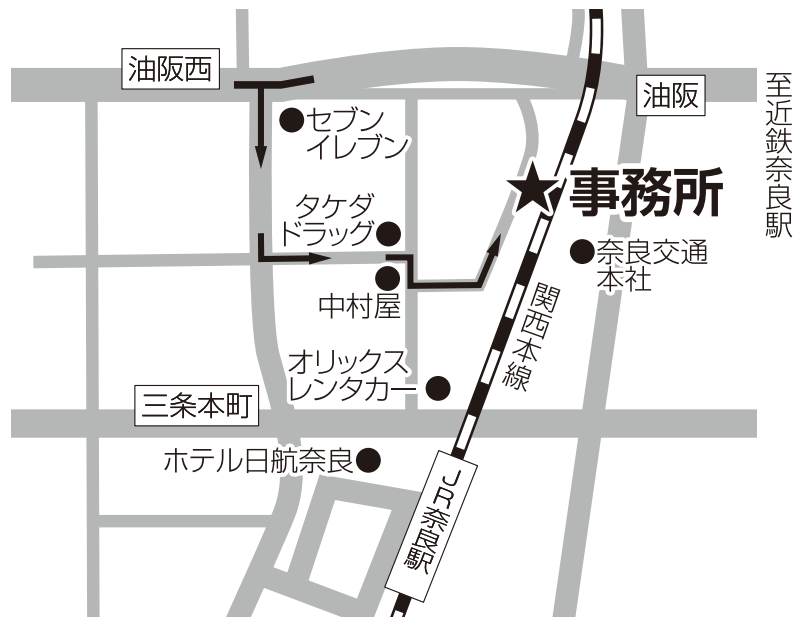 油阪西
油阪
至近鉄奈良駅
セブン
イレブン
事務所
タケダ
ドラッグ
奈良交通
本社
中村屋
関西本線
オリックス
レンタカー
三条本町
ホテル日航奈良
JR奈良駅